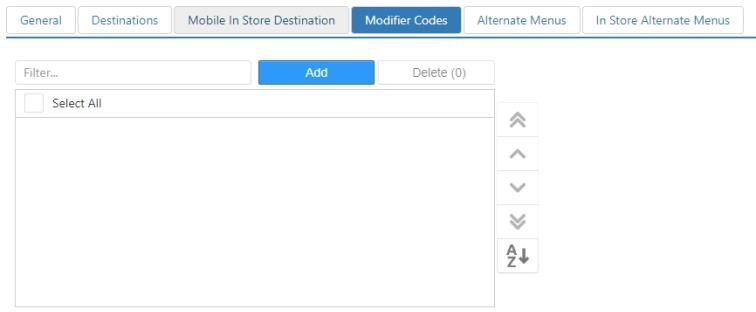 General Destinations Mobile In Store Destination Modifier Codes Alternate Menus In Store Alternate Menus
Filter... Add Delete (0)
Select All
A
Z